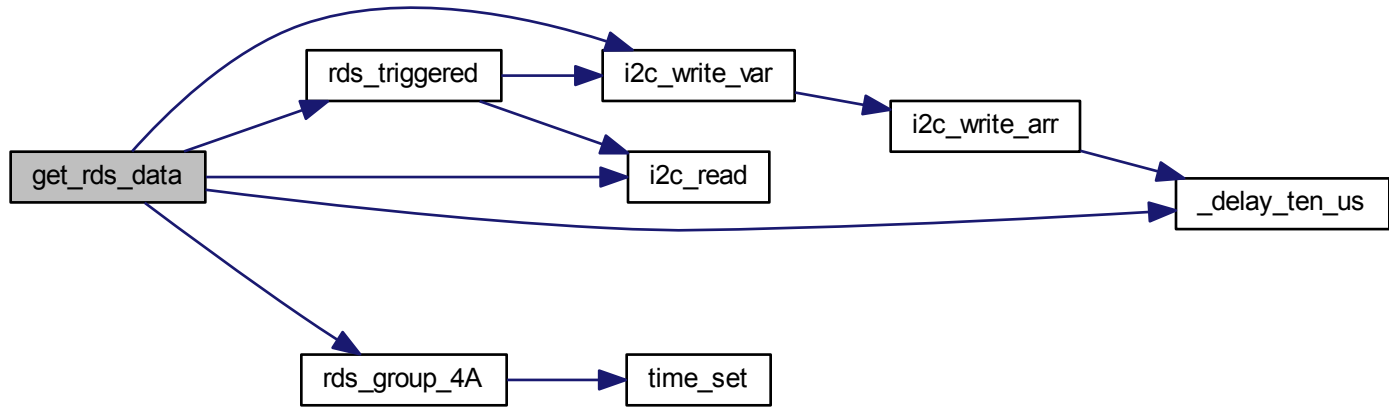 rds_triggered
i2c_write_var
i2c_write_arr
get_rds_data
i2c_read
_delay_ten_us
rds_group_4A
time_set